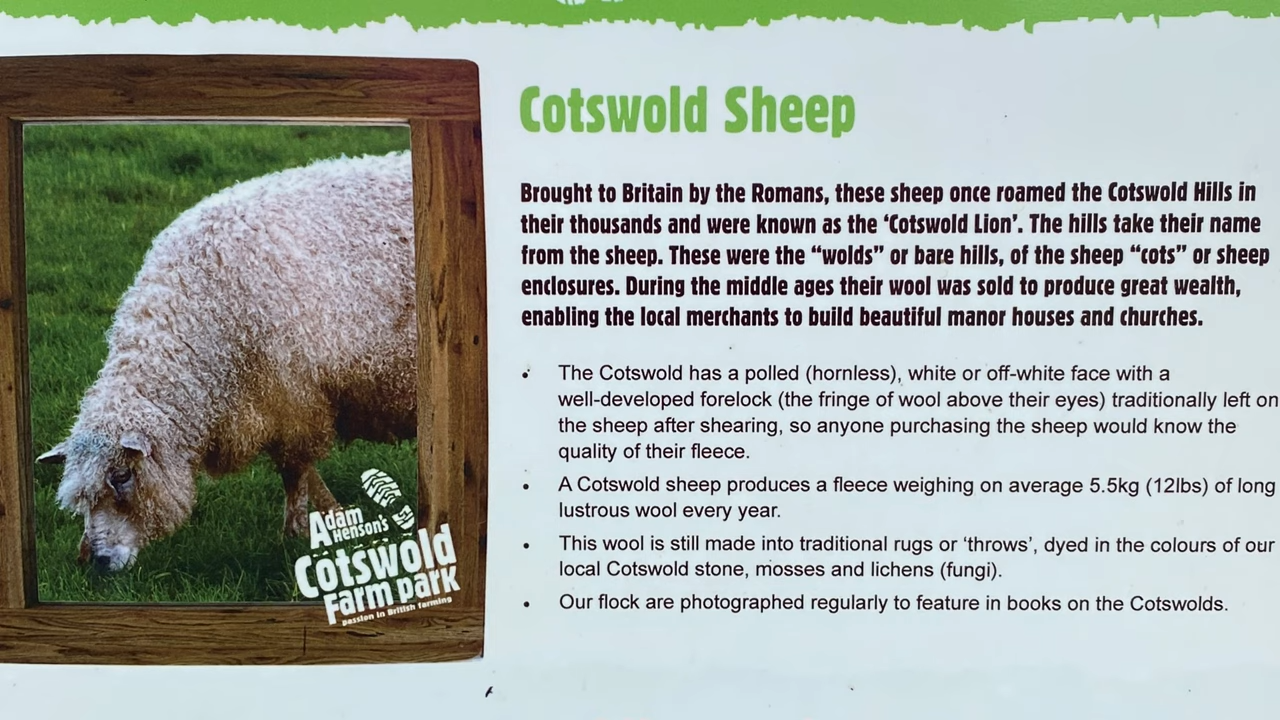 Cotswold Sheep
Brought to Britain by the Romans, these sheep once roamed the Cotswold Hills in
their thousands and were known as the ‘Cotswold Lion’. The hills take their name
from the sheep. These were the “wolds” or bare hills, of the sheep “cots” or sheep
enclosures. During the middle ages their wool was sold to produce great wealth,
enabling the local merchants to build beautiful manor houses and churches.
• The Cotswold has a polled (hornless), white or off-white face with a
well-developed forelock (the fringe of wool above their eyes) traditionally left on
the sheep after shearing, so anyone purchasing the sheep would know the
quality of their fleece.
• A Cotswold sheep produces a fleece weighing on average 5.5kg (12lbs) of long
lustrous wool every year.
• This wool is still made into traditional rugs or ‘throws’, dyed in the colours of our
local Cotswold stone, mosses and lichens (fungi).
• Our flock are photographed regularly to feature in books on the Cotswolds.
Adam
Henson's
Cotswold
Farm Park
passion in British farming